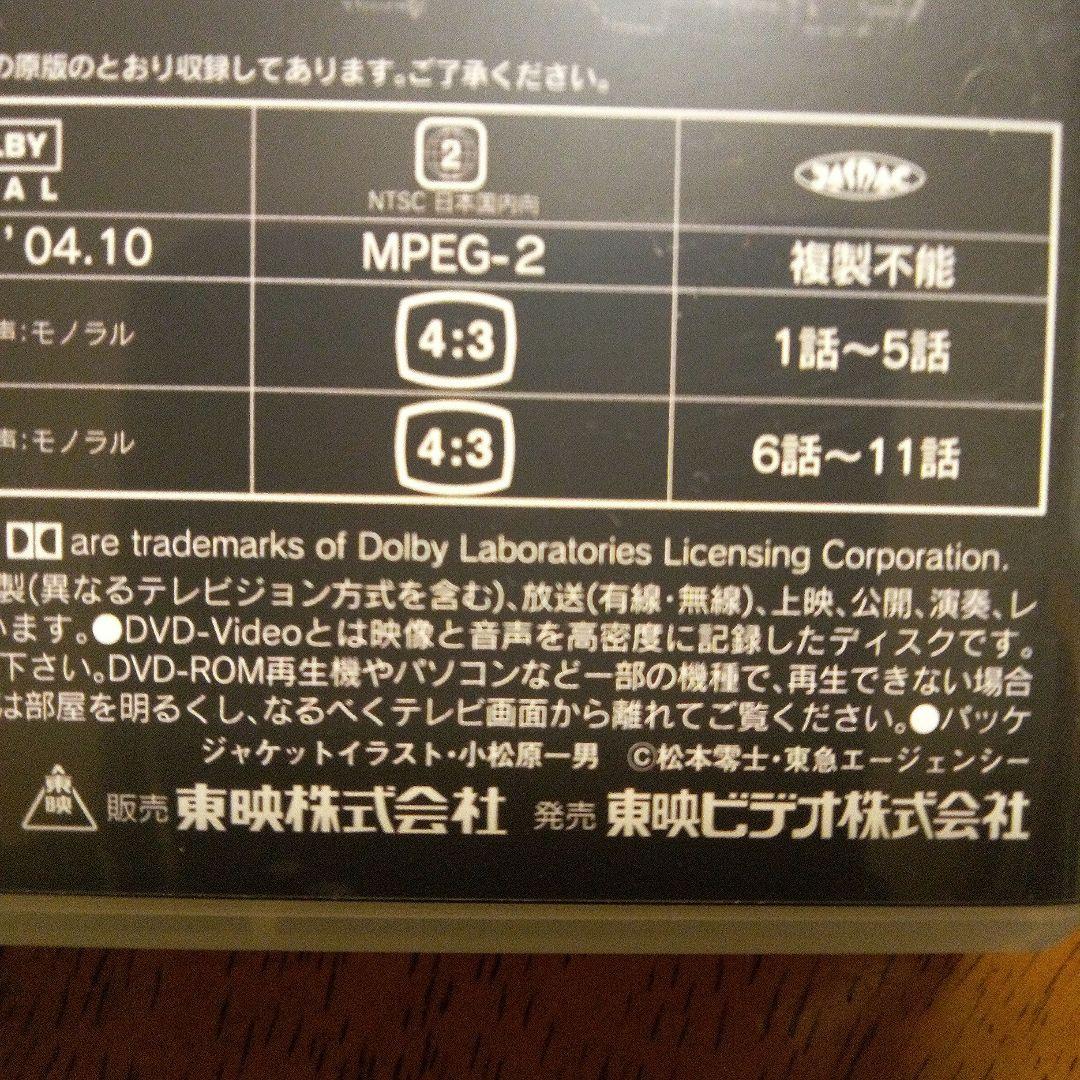 の原版のとおり収録してあります。ご了承ください。
LBY
AL
2
NTSC 日本国内向
JASRAC
'04.10
MPEG-2
複製不能
声:モノラル
4:3
1話〜5話
声:モノラル
4:3
6話〜11話
are trademarks of Dolby Laboratories Licensing Corporation.
製(異なるテレビジョン方式を含む)、放送(有線・無線)、上映、公開、演奏、レ
います。●DVD-Videoとは映像と音声を高密度に記録したディスクです。
下さい。DVD-ROM再生機やパソコンなど一部の機種で、再生できない場合
は部屋を明るくし、なるべくテレビ画面から離れてご覧ください。●パッケ
ジャケットイラスト・小松原一男 ©松本零士・東急エージェンシー
東映 販売 東映株式会社 発売 東映ビデオ株式会社